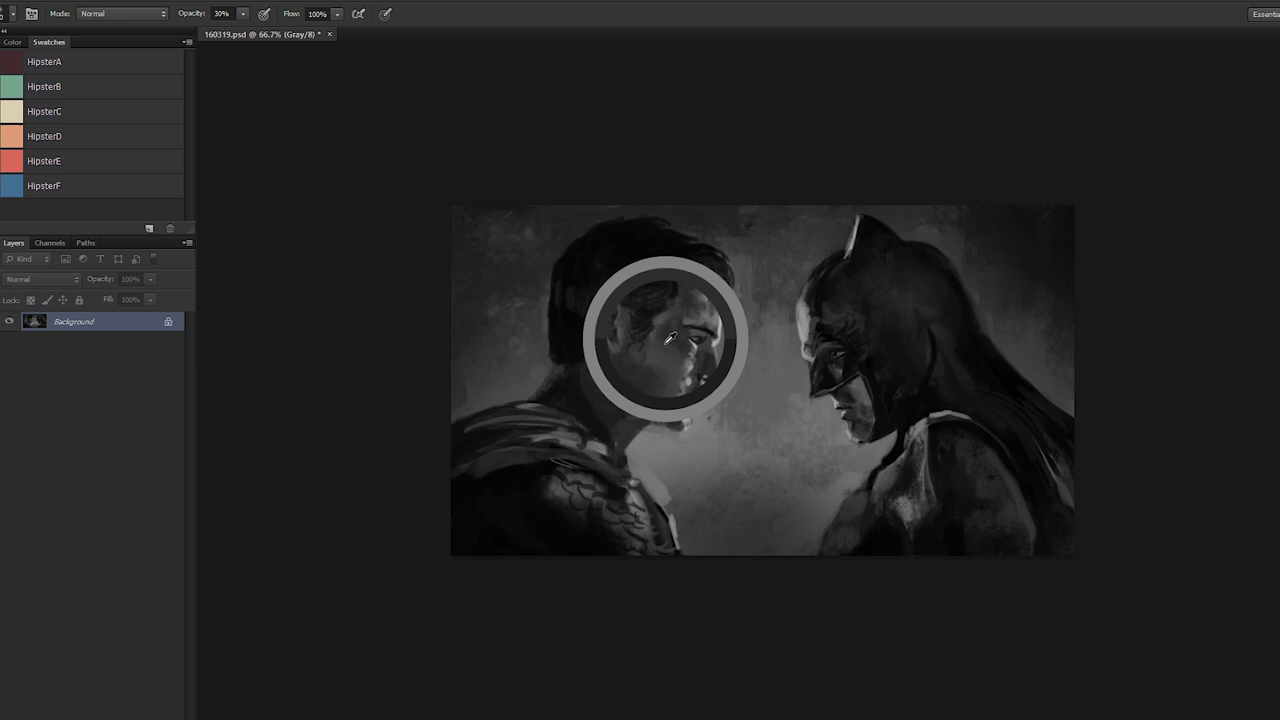 Mode: Normal Opacity: 30% Flow: 100% Essentia
160319.psd @ 66.7% (Gray/8) * ×
Color Swatches
HipsterA
HipsterB
HipsterC
HipsterD
HipsterE
HipsterF
Layers Channels Paths
Kind
Normal Opacity: 100%
Lock: Fill: 100%
Background